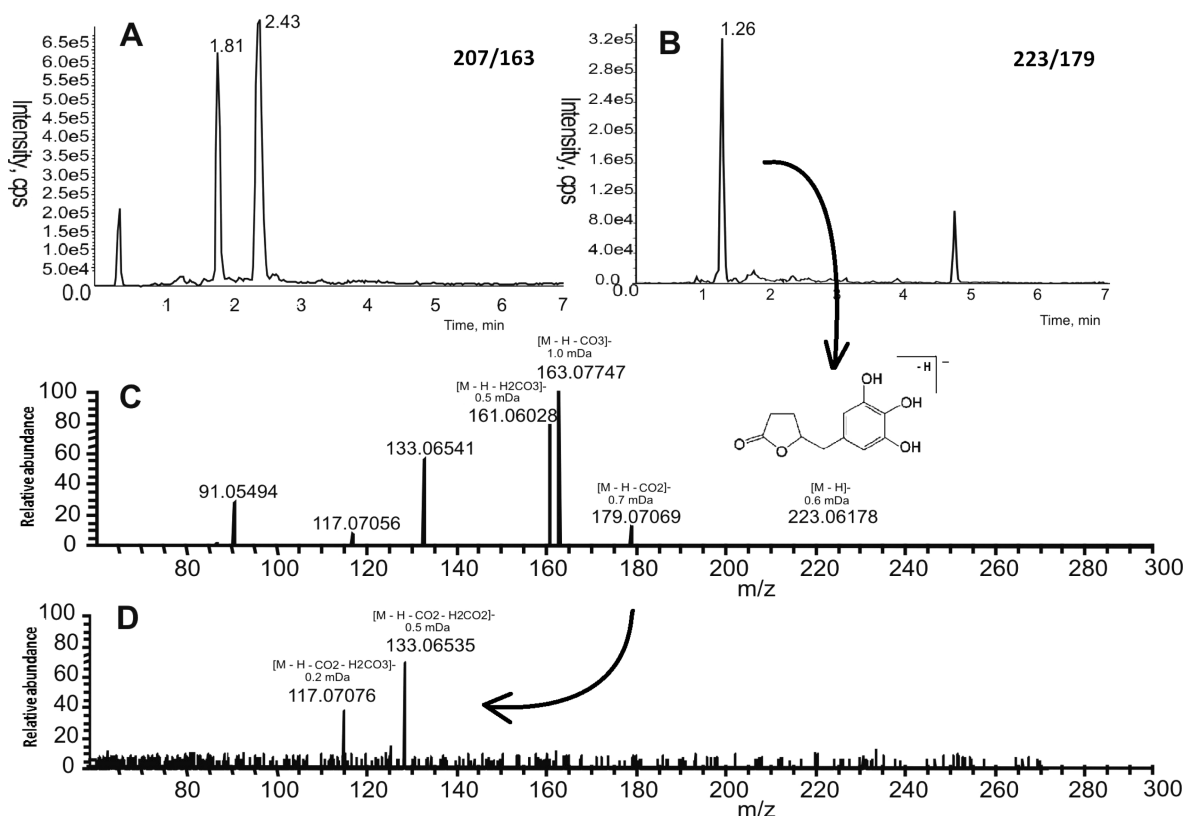 A
1.81
2.43
207/163
6.5e5
6.0e5
5.5e5
5.0e5
4.5e5
4.0e5
3.5e5
3.0e5
2.5e5
2.0e5
1.5e5
1.0e5
5.0e4
0.0
Intensity, cps
1 2 3 4 5 6 7
Time, min
B
1.26
223/179
3.2e5
2.8e5
2.4e5
2.0e5
1.6e5
1.2e5
8.0e4
4.0e4
0.0
0.0
Intensity, cps
1 2 3 4 5 6 7
Time, min
OH
OH
OH
O
O
- H
−
C
[M - H - CO3]-
1.0 mDa
163.07747
[M - H - H2CO3]-
0.5 mDa
161.06028
133.06541
91.05494
117.07056
[M - H - CO2]-
0.7 mDa
179.07069
[M - H]-
0.6 mDa
223.06178
Relative abundance
100
80
60
40
20
0
80 100 120 140 160 180 200 220 240 260 280 300
m/z
D
[M - H - CO2 - H2CO2]-
0.5 mDa
133.06535
[M - H - CO2 - H2CO3]-
0.2 mDa
117.07076
Relative abundance
100
80
60
40
20
0
80 100 120 140 160 180 200 220 240 260 280 300
m/z